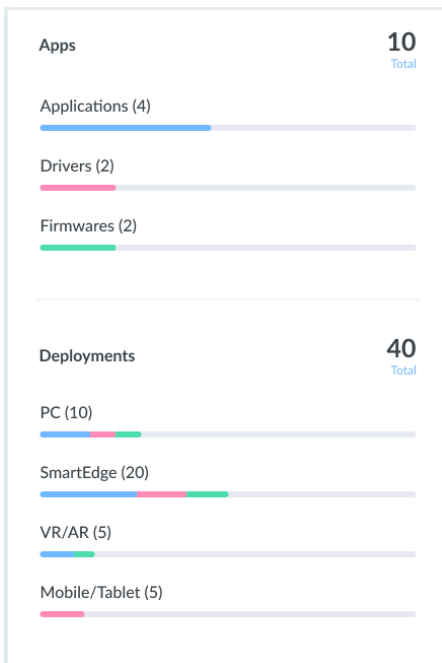 Apps
10
Total
Applications (4)
Drivers (2)
Firmwares (2)
Deployments
40
Total
PC (10)
SmartEdge (20)
VR/AR (5)
Mobile/Tablet (5)